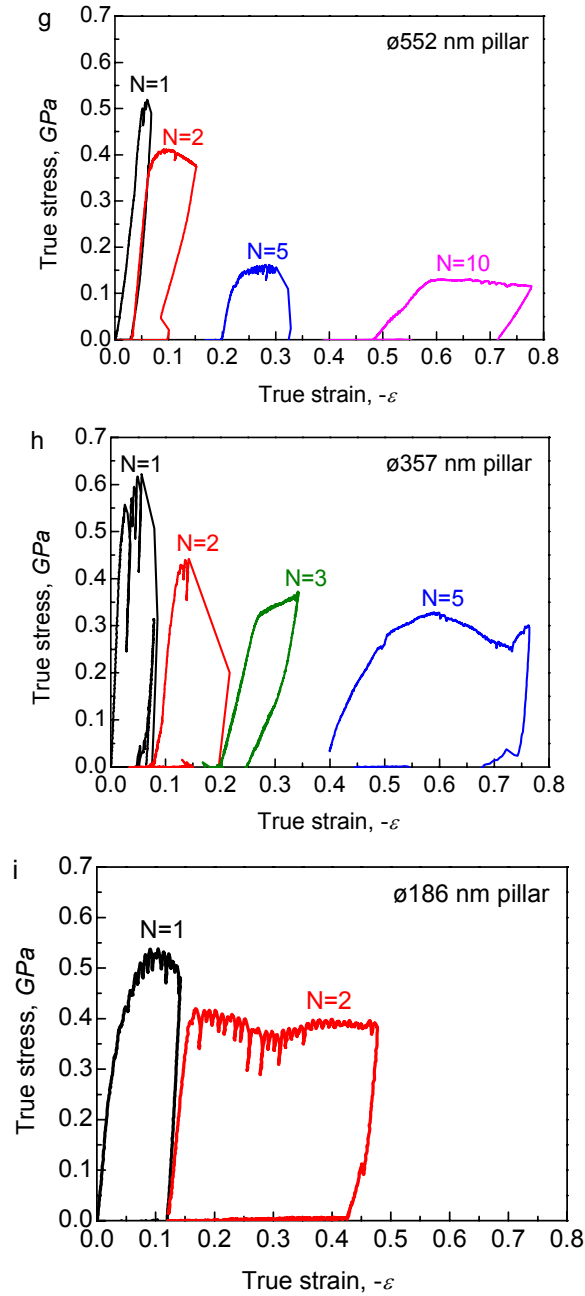 g
ø552 nm pillar
0.7
0.6
0.5
0.4
0.3
0.2
0.1
0.0
True stress, GPa
N=1
N=2
N=5
N=10
0.0 0.1 0.2 0.3 0.4 0.5 0.6 0.7 0.8
True strain, -ε
h
ø357 nm pillar
0.7
0.6
0.5
0.4
0.3
0.2
0.1
0.0
True stress, GPa
N=1
N=2
N=3
N=5
0.0 0.1 0.2 0.3 0.4 0.5 0.6 0.7 0.8
True strain, -ε
i
ø186 nm pillar
0.7
0.6
0.5
0.4
0.3
0.2
0.1
0.0
True stress, GPa
N=1
N=2
0.0 0.1 0.2 0.3 0.4 0.5 0.6 0.7 0.8
True strain, -ε